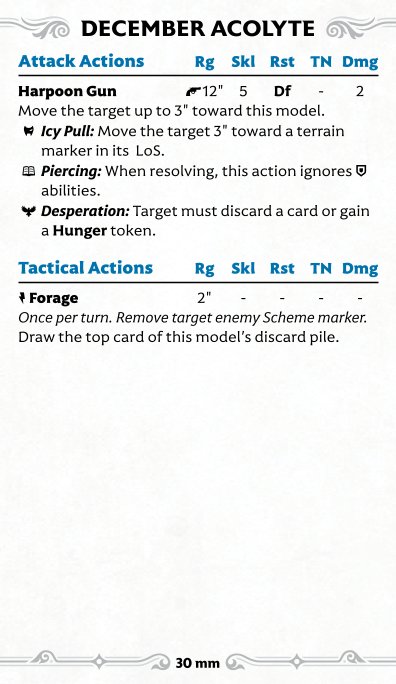 DECEMBER ACOLYTE
Attack Actions Rg Skl Rst TN Dmg
Harpoon Gun 12" 5 Df - 2
Move the target up to 3" toward this model.
Icy Pull: Move the target 3" toward a terrain
marker in its LoS.
Piercing: When resolving, this action ignores
abilities.
Desperation: Target must discard a card or gain
a Hunger token.
Tactical Actions Rg Skl Rst TN Dmg
Forage 2" - - - -
Once per turn. Remove target enemy Scheme marker.
Draw the top card of this model's discard pile.
30 mm